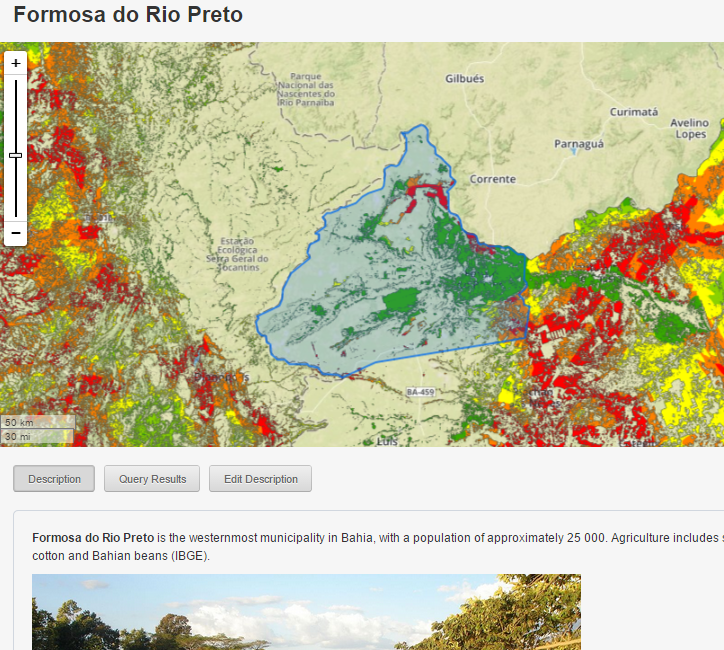 Formosa do Rio Preto
+
Parque
Nacional das
Nascentes do
Rio Parnaíba
Gilbués
Curimatá
Avelino
Lopes
Parnaguá
Corrente
−
Estação
Ecológica
Serra Geral do
Tocantins
BA-459
Luís
50 km
30 mi
Description
Query Results
Edit Description
Formosa do Rio Preto is the westernmost municipality in Bahia, with a population of approximately 25 000. Agriculture includes
cotton and Bahian beans (IBGE).